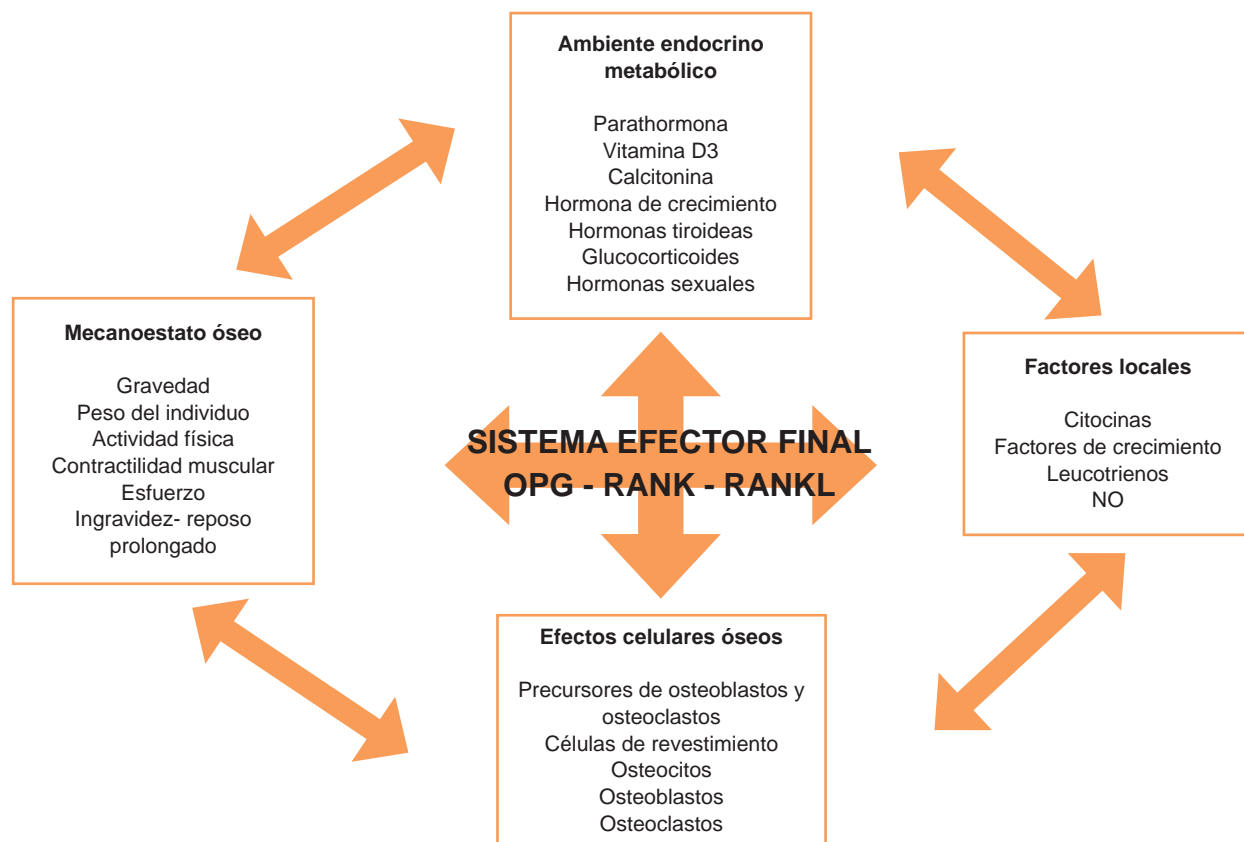 Ambiente endocrino
metabólico
Parathormona
Vitamina D3
Calcitonina
Hormona de crecimiento
Hormonas tiroideas
Glucocorticoides
Hormonas sexuales
Mecanoestato óseo
Gravedad
Peso del individuo
Actividad física
Contractilidad muscular
Esfuerzo
Ingravidez- reposo
prolongado
SISTEMA EFECTOR FINAL
OPG - RANK - RANKL
Factores locales
Citocinas
Factores de crecimiento
Leucotrienos
NO
Efectos celulares óseos
Precursores de osteoblastos y
osteoclastos
Células de revestimiento
Osteocitos
Osteoblastos
Osteoclastos